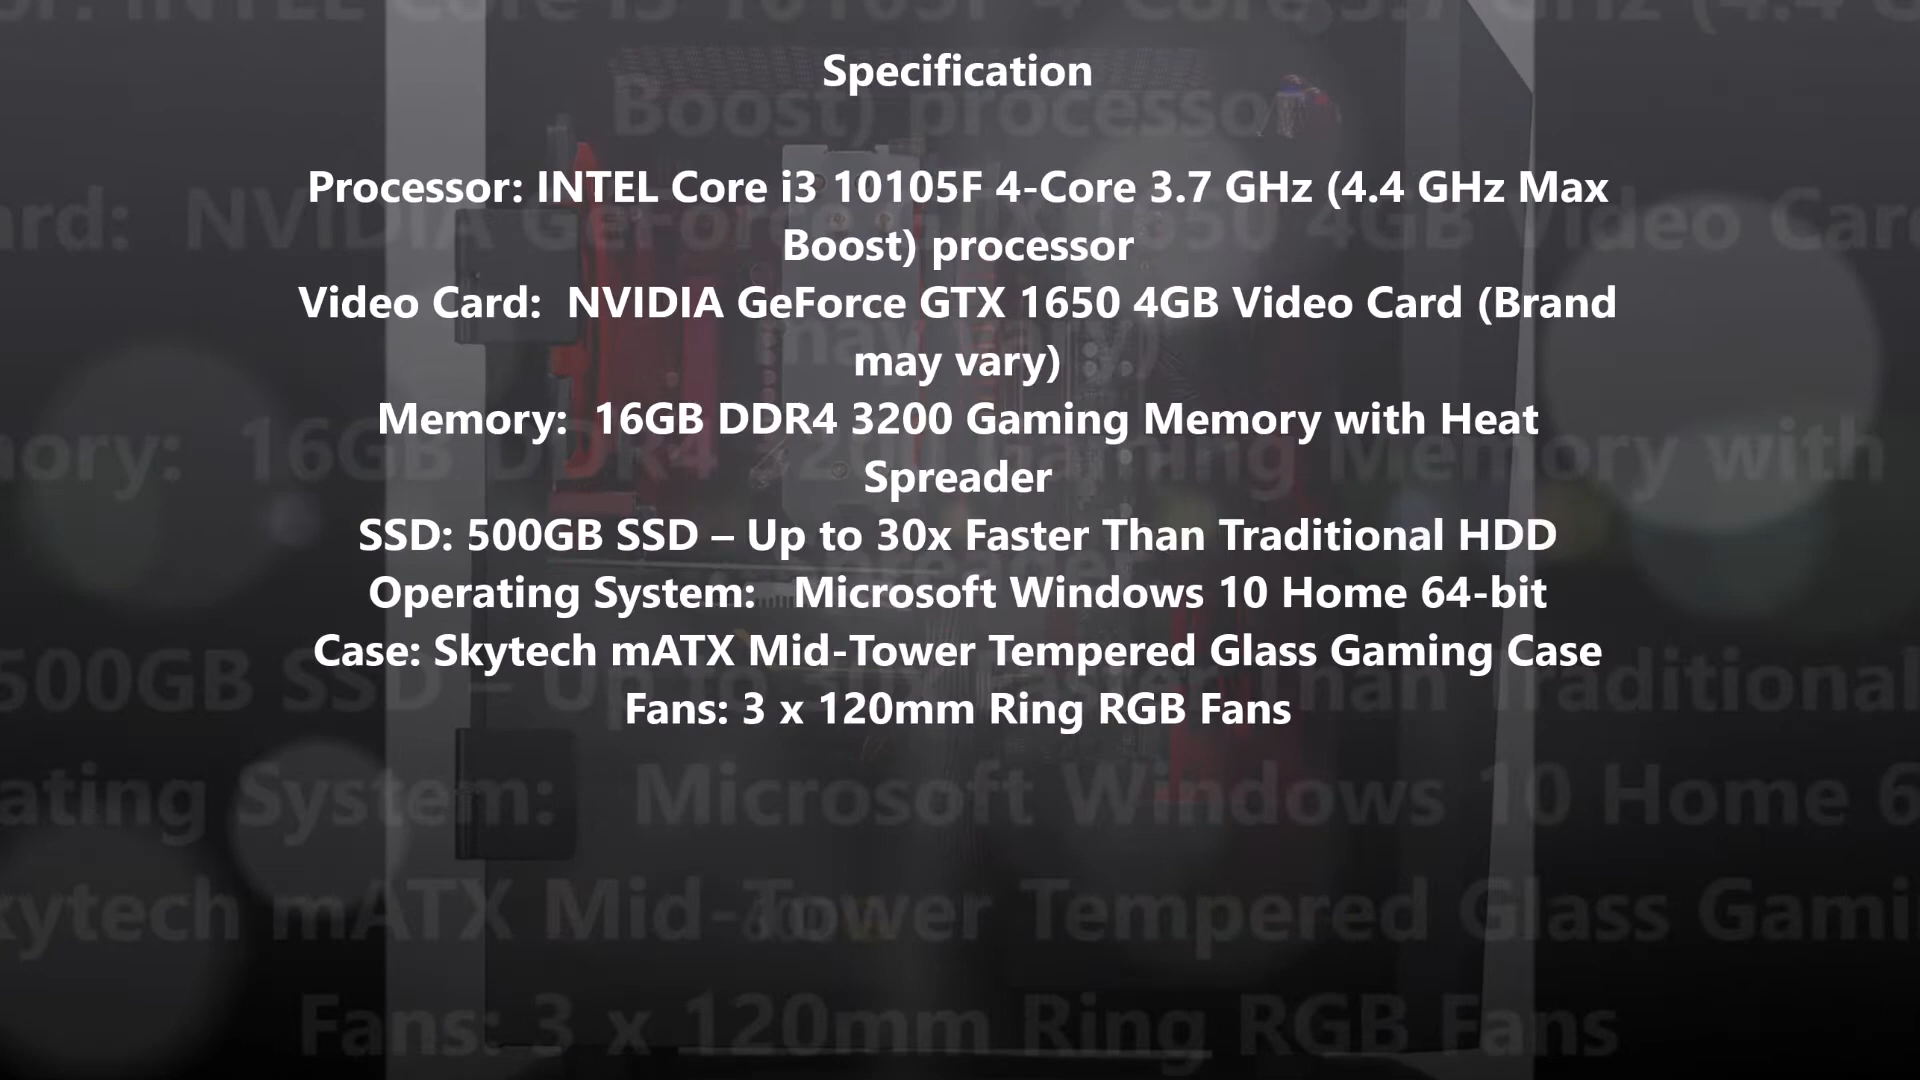 Specification
Processor: INTEL Core i3 10105F 4-Core 3.7 GHz (4.4 GHz Max
Boost) processor
Video Card:  NVIDIA GeForce GTX 1650 4GB Video Card (Brand
may vary)
Memory:  16GB DDR4 3200 Gaming Memory with Heat
Spreader
SSD: 500GB SSD – Up to 30x Faster Than Traditional HDD
Operating System:   Microsoft Windows 10 Home 64-bit
Case: Skytech mATX Mid-Tower Tempered Glass Gaming Case
Fans: 3 x 120mm Ring RGB Fans